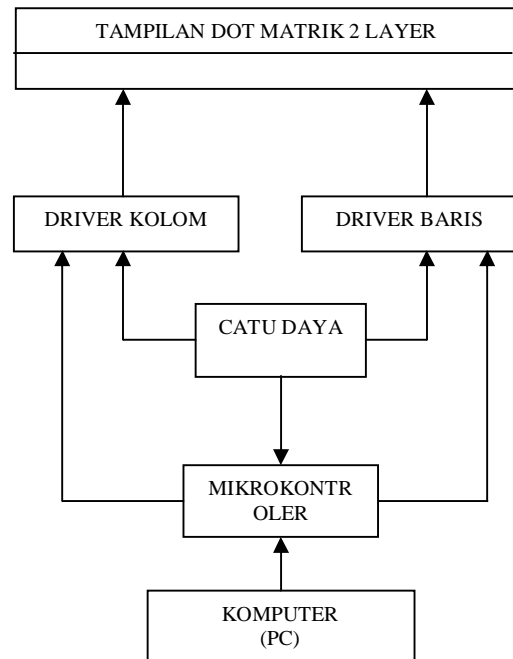 TAMPILAN DOT MATRIK 2 LAYER
DRIVER KOLOM
DRIVER BARIS
CATU DAYA
MIKROKONTR
OLER
KOMPUTER
(PC)